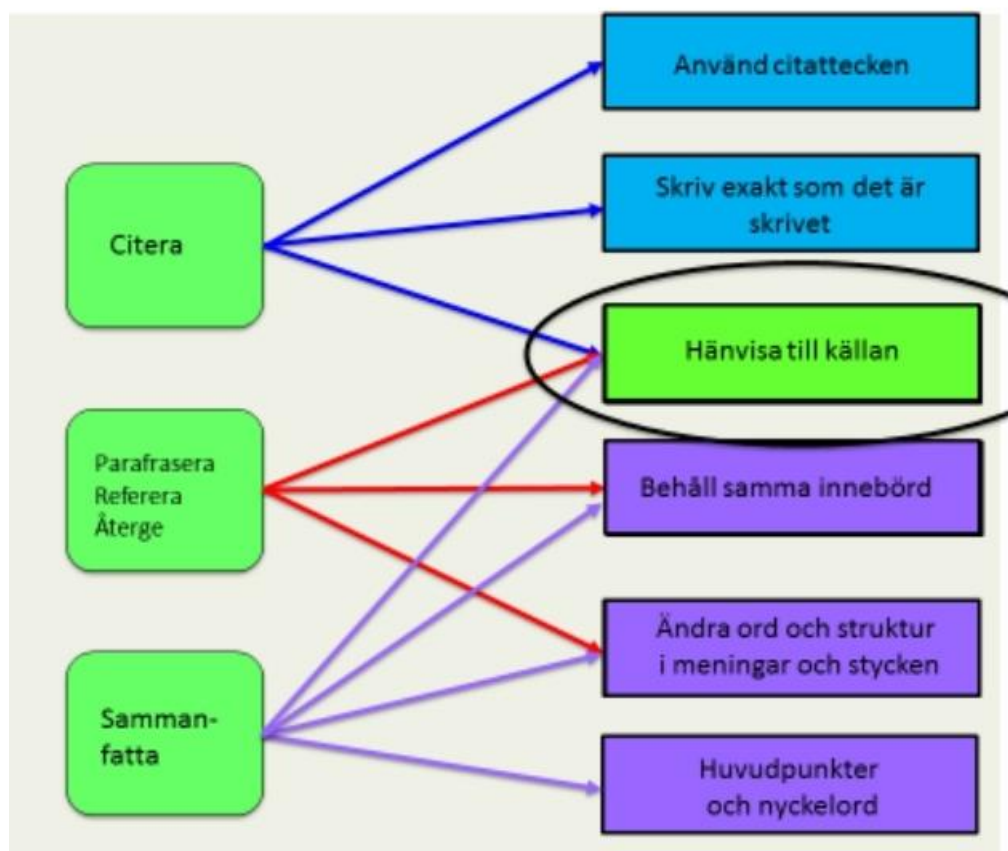 Citera
Parafrasera
Referera
Återge
Samman-
fatta
Använd citattecken
Skriv exakt som det är
skrivet
Hänvisa till källan
Behåll samma innebörd
Ändra ord och struktur
i meningar och stycken
Huvudpunkter
och nyckelord